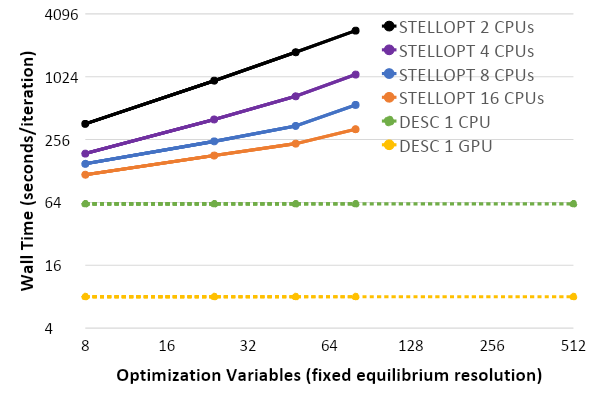 4096
1024
256
64
16
4
Wall Time (seconds/iteration)
STELLOPT 2 CPUs
STELLOPT 4 CPUs
STELLOPT 8 CPUs
STELLOPT 16 CPUs
DESC 1 CPU
DESC 1 GPU
8 16 32 64 128 256 512
Optimization Variables (fixed equilibrium resolution)